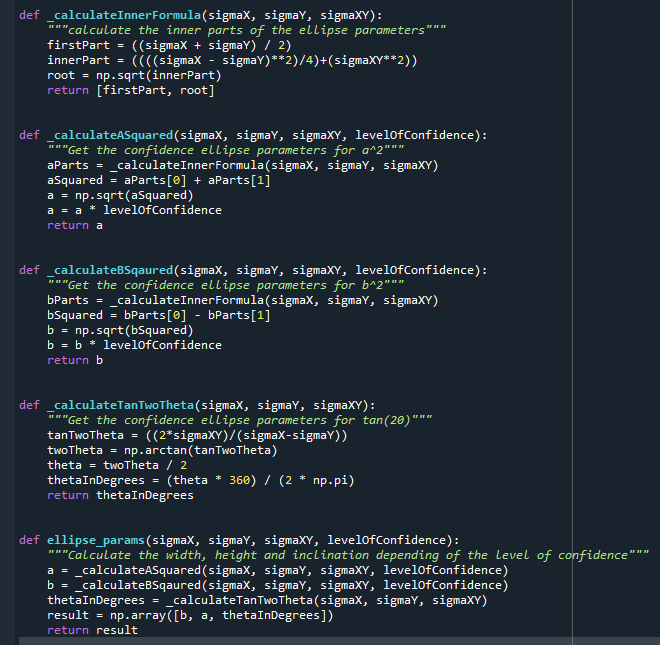 def _calculateInnerFormula(sigmaX, sigmaY, sigmaXY):
    """calculate the inner parts of the ellipse parameters"""
    firstPart = ((sigmaX + sigmaY) / 2)
    innerPart = ((((sigmaX - sigmaY)**2)/4)+(sigmaXY**2))
    root = np.sqrt(innerPart)
    return [firstPart, root]

def _calculateASquared(sigmaX, sigmaY, sigmaXY, levelOfConfidence):
    """Get the confidence ellipse parameters for a^2"""
    aParts = _calculateInnerFormula(sigmaX, sigmaY, sigmaXY)
    aSquared = aParts[0] + aParts[1]
    a = np.sqrt(aSquared)
    a = a * levelOfConfidence
    return a

def _calculateBSqaured(sigmaX, sigmaY, sigmaXY, levelOfConfidence):
    """Get the confidence ellipse parameters for b^2"""
    bParts = _calculateInnerFormula(sigmaX, sigmaY, sigmaXY)
    bSquared = bParts[0] - bParts[1]
    b = np.sqrt(bSquared)
    b = b * levelOfConfidence
    return b

def _calculateTanTwoTheta(sigmaX, sigmaY, sigmaXY):
    """Get the confidence ellipse parameters for tan(20)"""
    tanTwoTheta = ((2*sigmaXY)/(sigmaX-sigmaY))
    twoTheta = np.arctan(tanTwoTheta)
    theta = twoTheta / 2
    thetaInDegrees = (theta * 360) / (2 * np.pi)
    return thetaInDegrees

def ellipse_params(sigmaX, sigmaY, sigmaXY, levelOfConfidence):
    """Calculate the width, height and inclination depending of the level of confidence"""
    a = _calculateASquared(sigmaX, sigmaY, sigmaXY, levelOfConfidence)
    b = _calculateBSqaured(sigmaX, sigmaY, sigmaXY, levelOfConfidence)
    thetaInDegrees = _calculateTanTwoTheta(sigmaX, sigmaY, sigmaXY)
    result = np.array([b, a, thetaInDegrees])
    return result